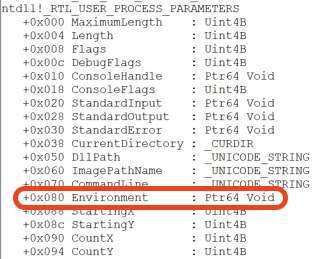 ntdll!_RTL_USER_PROCESS_PARAMETERS
+0x000 MaximumLength : Uint4B
+0x004 Length : Uint4B
+0x008 Flags : Uint4B
+0x00c DebugFlags : Uint4B
+0x010 ConsoleHandle : Ptr64 Void
+0x018 ConsoleFlags : Uint4B
+0x020 StandardInput : Ptr64 Void
+0x028 StandardOutput : Ptr64 Void
+0x030 StandardError : Ptr64 Void
+0x038 CurrentDirectory : _CURDIR
+0x050 DllPath : _UNICODE_STRING
+0x060 ImagePathName : _UNICODE_STRING
+0x070 CommandLine : _UNICODE_STRING
+0x080 Environment : Ptr64 Void
+0x088 StartingX : Uint4B
+0x08c StartingY : Uint4B
+0x090 CountX : Uint4B
+0x094 CountY : Uint4B